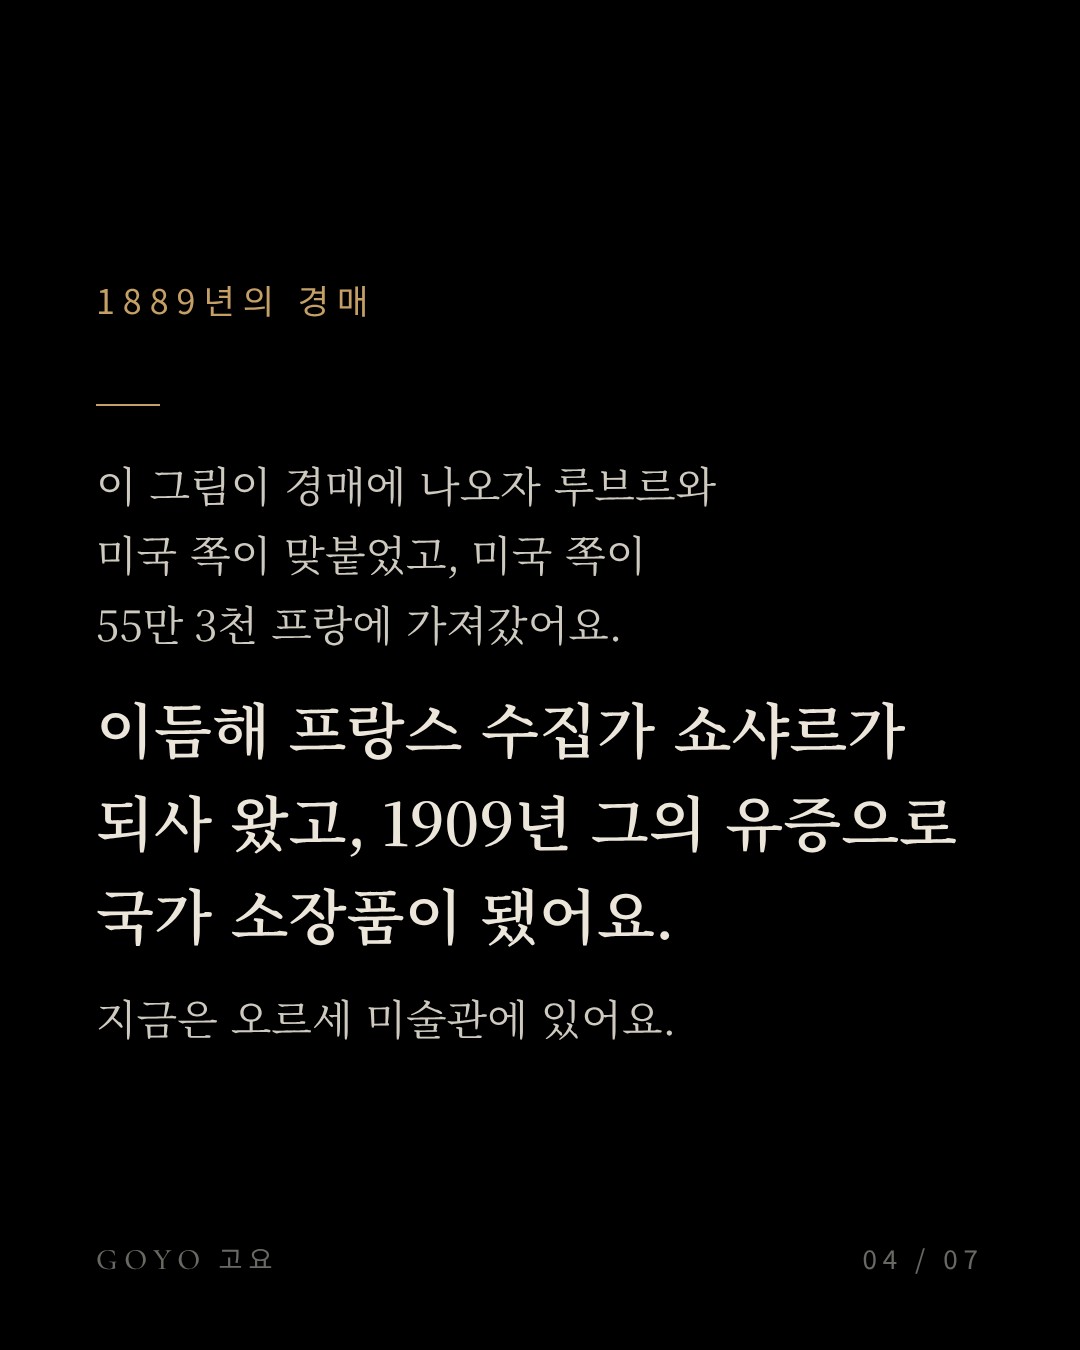 1889년의 경매
이 그림이 경매에 나오자 루브르와
미국 쪽이 맞붙었고, 미국 쪽이
55만 3천 프랑에 가져갔어요.
이듬해 프랑스 수집가 쇼샤르가
되사 왔고, 1909년 그의 유증으로
국가 소장품이 됐어요.
지금은 오르세 미술관에 있어요.
GOYO 고요
04 / 07